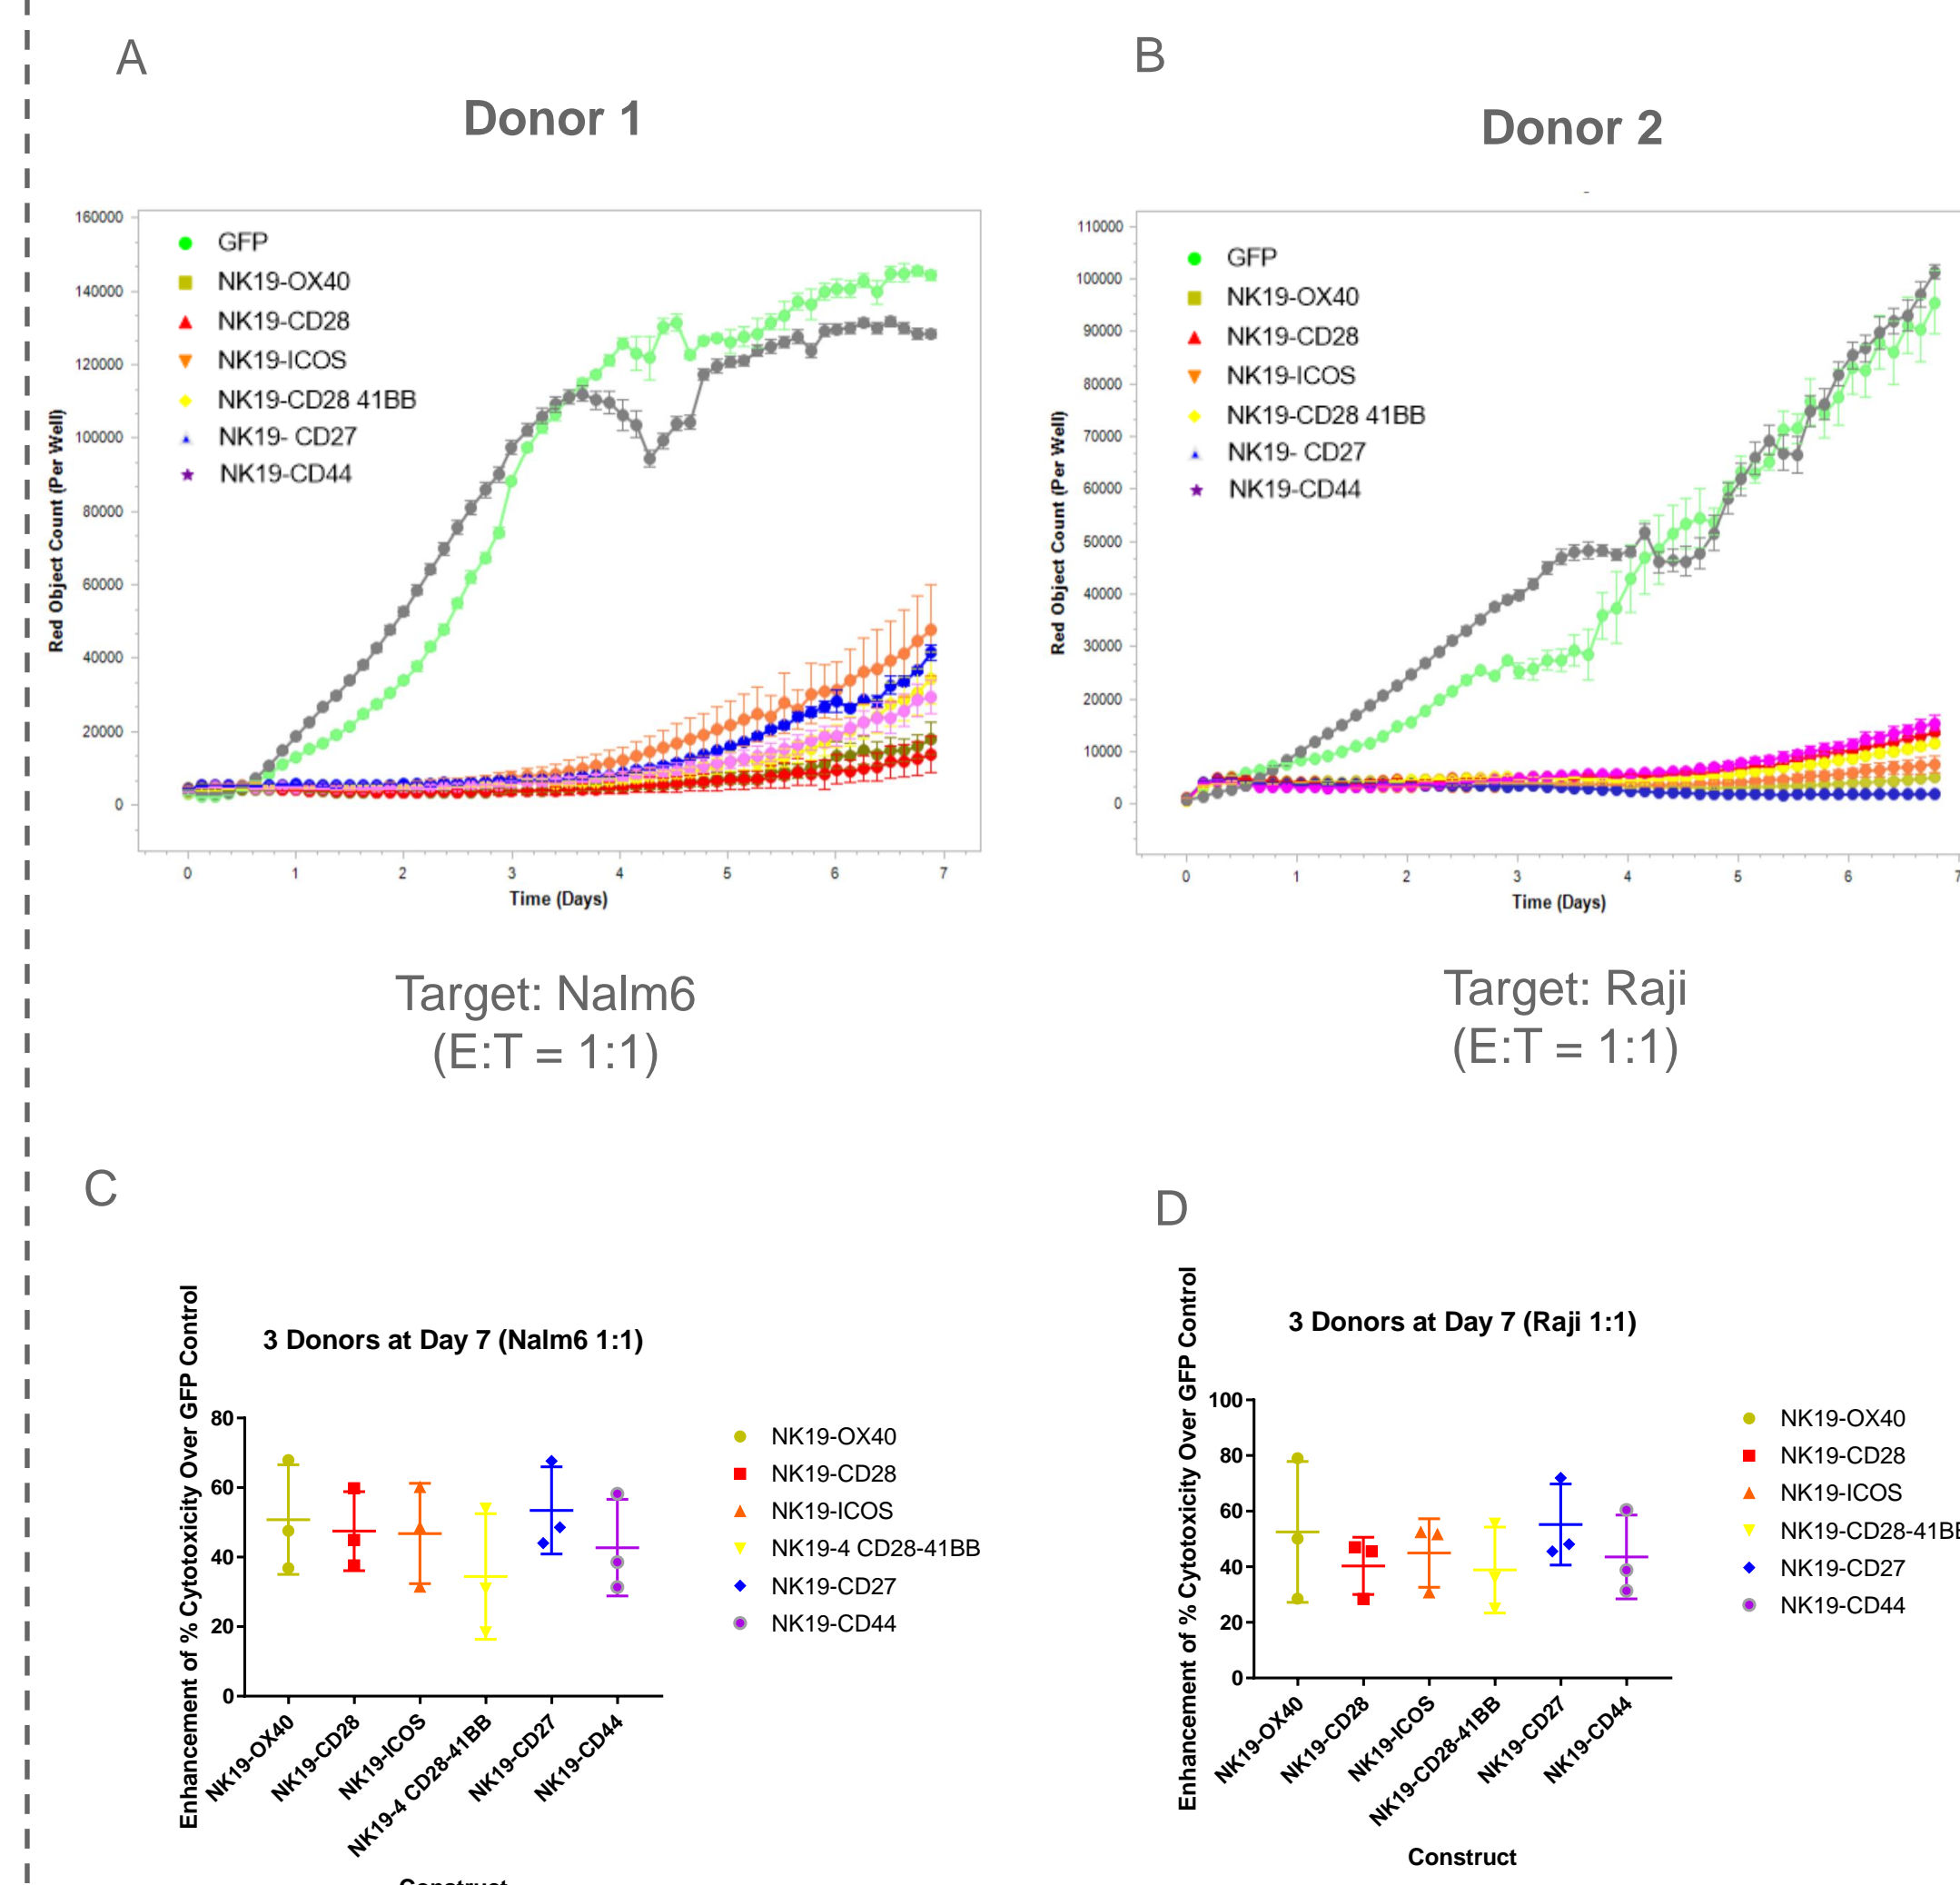 A
Donor 1
160000
140000
120000
100000
80000
60000
40000
20000
0
Red Object Count (Per Well)
GFP
NK19-OX40
NK19-CD28
NK19-ICOS
NK19-CD28 41BB
NK19- CD27
NK19-CD44
0 1 2 3 4 5 6 7
Time (Days)
Target: Nalm6
(E:T = 1:1)
B
Donor 2
110000
100000
90000
80000
70000
60000
50000
40000
30000
20000
10000
0
Red Object Count (Per Well)
GFP
NK19-OX40
NK19-CD28
NK19-ICOS
NK19-CD28 41BB
NK19- CD27
NK19-CD44
0 1 2 3 4 5 6 7
Time (Days)
Target: Raji
(E:T = 1:1)
C
3 Donors at Day 7 (Nalm6 1:1)
Enhancement of % Cytotoxicity Over GFP Control
80
60
40
20
0
NK19-OX40
NK19-CD28
NK19-ICOS
NK19-4 CD28-41BB
NK19-CD27
NK19-CD44
NK19-OX40
NK19-CD28
NK19-ICOS
NK19-4 CD28-41BB
NK19-CD27
NK19-CD44
Construct
D
3 Donors at Day 7 (Raji 1:1)
Enhancement of % Cytotoxicity Over GFP Control
100
80
60
40
20
0
NK19-OX40
NK19-CD28
NK19-ICOS
NK19-CD28-41BB
NK19-CD27
NK19-CD44
NK19-OX40
NK19-CD28
NK19-ICOS
NK19-CD28-41BB
NK19-CD27
NK19-CD44
Construct